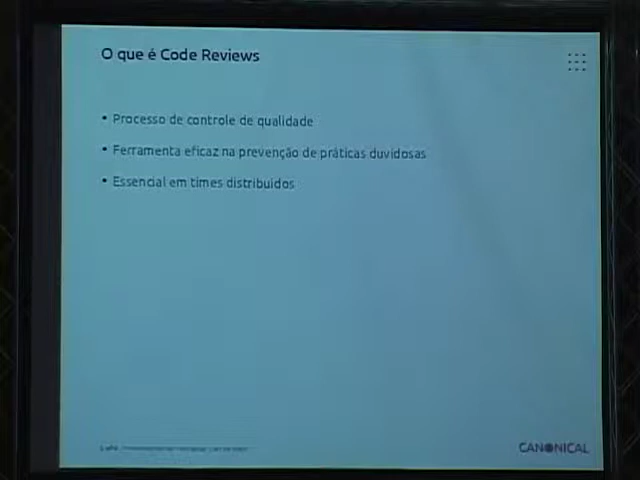 O que é Code Reviews
• Processo de controle de qualidade
• Ferramenta eficaz na prevenção de práticas duvidosas
• Essencial em times distribuidos
CANONICAL